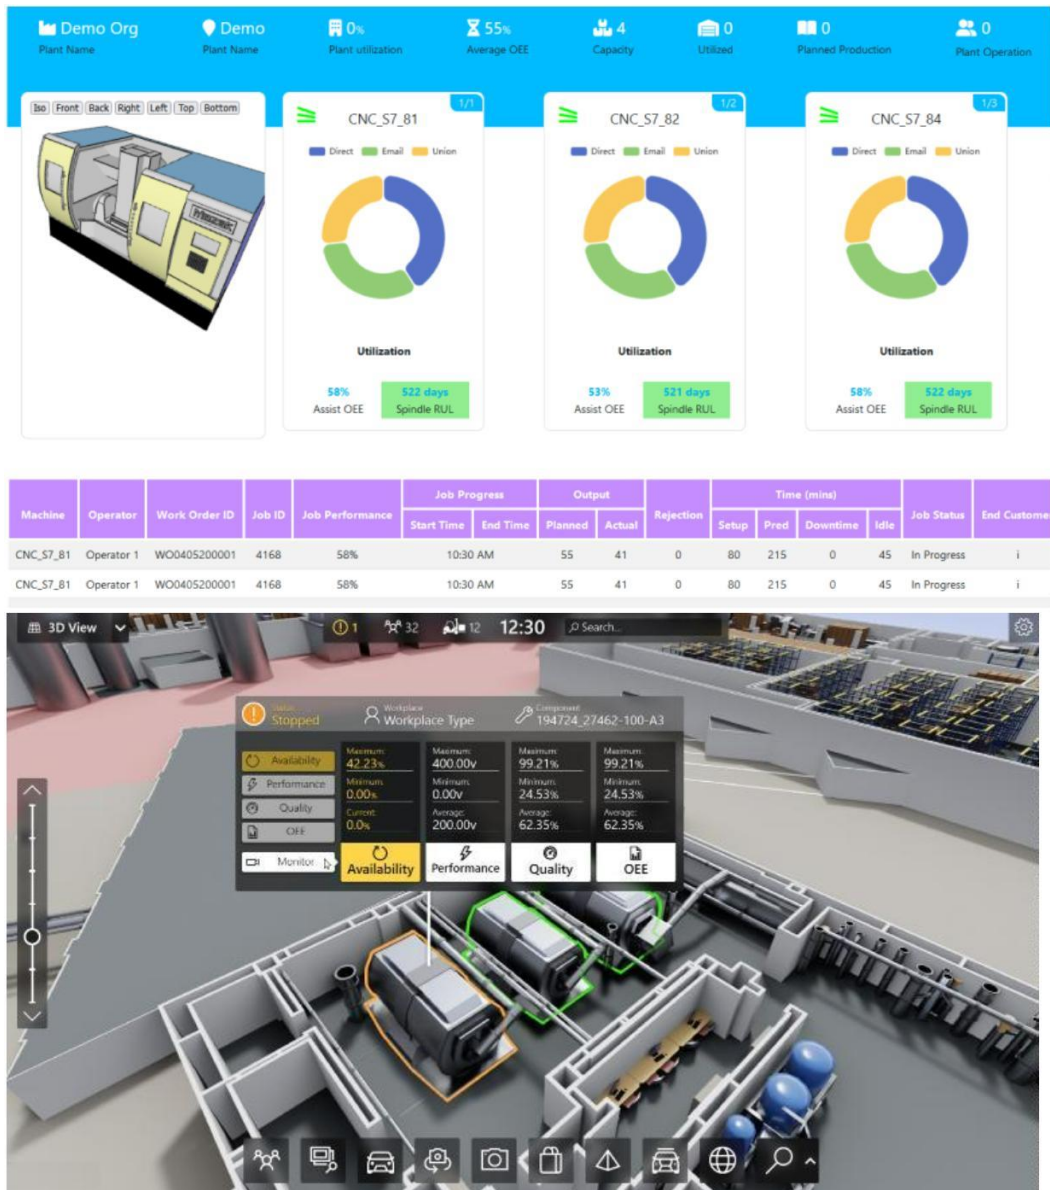 Demo Org
Plant Name
Demo
Plant Name
0%
Plant utilization
55%
Average OEE
4
Capacity
0
Utilized
0
Planned Production
0
Plant Operation
Iso Front Back Right Left Top Bottom
1/1
CNC_S7_81
Direct Email Union
Utilization
58%
Assist OEE
522 days
Spindle RUL
1/2
CNC_S7_82
Direct Email Union
Utilization
53%
Assist OEE
521 days
Spindle RUL
1/3
CNC_S7_84
Direct Email Union
Utilization
58%
Assist OEE
522 days
Spindle RUL
Job Progress Output Time (mins)
Machine Operator Work Order ID Job ID Job Performance Rejection Job Status End Custome
Start Time End Time Planned Actual Setup Pred Downtime Idle
CNC_S7_81 Operator 1 WO0405200001 4168 58% 10:30 AM 55 41 0 80 215 0 45 In Progress i
CNC_S7_81 Operator 1 WO0405200001 4168 58% 10:30 AM 55 41 0 80 215 0 45 In Progress i
3D View 1 32 12 12:30 Search...
Status
Stopped
Workplace
Workplace Type
Component
194724_27462-100-A3
Availability
Performance
Quality
OEE
Monitor
Maximum:
42.23%
Minimum:
0.00%
Current:
0.0%
Availability
Maximum:
400.00v
Minimum:
0.00v
Average:
200.00v
Performance
Maximum:
99.21%
Minimum:
24.53%
Average:
62.35%
Quality
Maximum:
99.21%
Minimum:
24.53%
Average:
62.35%
OEE